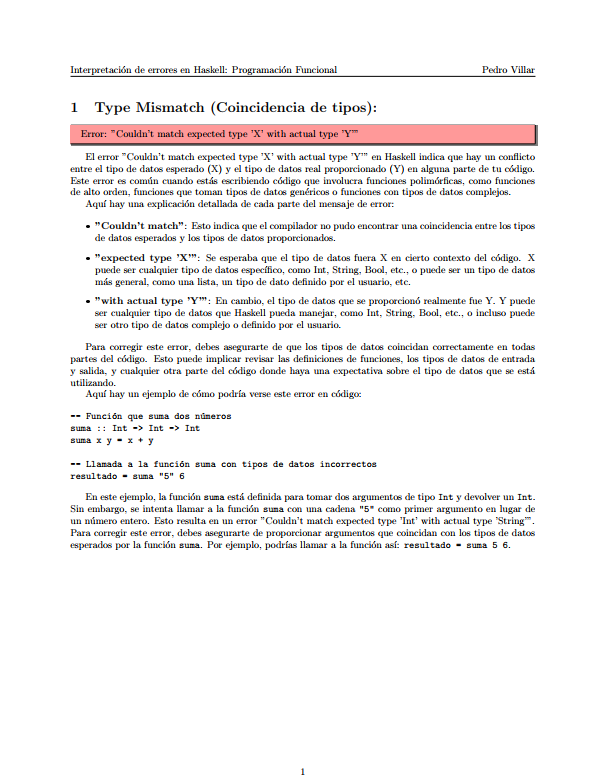 Interpretación de errores en Haskell: Programación Funcional Pedro Villar
1 Type Mismatch (Coincidencia de tipos):
Error: "Couldn't match expected type 'X' with actual type 'Y'"
El error "Couldn't match expected type 'X' with actual type 'Y'" en Haskell indica que hay un conflicto
entre el tipo de dato esperado (X) y el tipo de dato real proporcionado (Y) en alguna parte de tu código.
Este error es común cuando estás escribiendo código que involucra funciones polimórficas, como funciones
de alto orden, funciones que toman tipos de datos genéricos o funciones con tipos de datos complejos.
Aquí hay una explicación detallada de cada parte del mensaje de error:
• "Couldn't match": Esto indica que el compilador no pudo encontrar una coincidencia entre los tipos
de datos esperados y los tipos de datos proporcionados.
• "expected type 'X'": Se esperaba que el tipo de datos fuera X en cierto contexto del código. X
puede ser cualquier tipo de datos específico, como Int, String, Bool, etc., o puede ser un tipo de datos
más general, como una lista, un tipo de dato definido por el usuario, etc.
• "with actual type 'Y'": En cambio, el tipo de datos que se proporcionó realmente fue Y. Y puede
ser cualquier tipo de datos que Haskell pueda manejar, como Int, String, Bool, etc., o incluso puede
ser otro tipo de datos complejo o definido por el usuario.
Para corregir este error, debes asegurarte de que los tipos de datos coincidan correctamente en todas
partes del código. Esto puede implicar revisar las definiciones de funciones, los tipos de datos de entrada
y salida, y cualquier otra parte del código donde haya una expectativa sobre el tipo de datos que se está
utilizando.
Aquí hay un ejemplo de cómo podría verse este error en código:
-- Función que suma dos números
suma :: Int -> Int -> Int
suma x y = x + y
-- Llamada a la función suma con tipos de datos incorrectos
resultado = suma "5" 6
En este ejemplo, la función suma está definida para tomar dos argumentos de tipo Int y devolver un Int.
Sin embargo, se intenta llamar a la función suma con una cadena "5" como primer argumento en lugar de
un número entero. Esto resulta en un error "Couldn't match expected type 'Int' with actual type 'String'".
Para corregir este error, debes asegurarte de proporcionar argumentos que coincidan con los tipos de datos
esperados por la función suma. Por ejemplo, podrías llamar a la función así: resultado = suma 5 6.
1